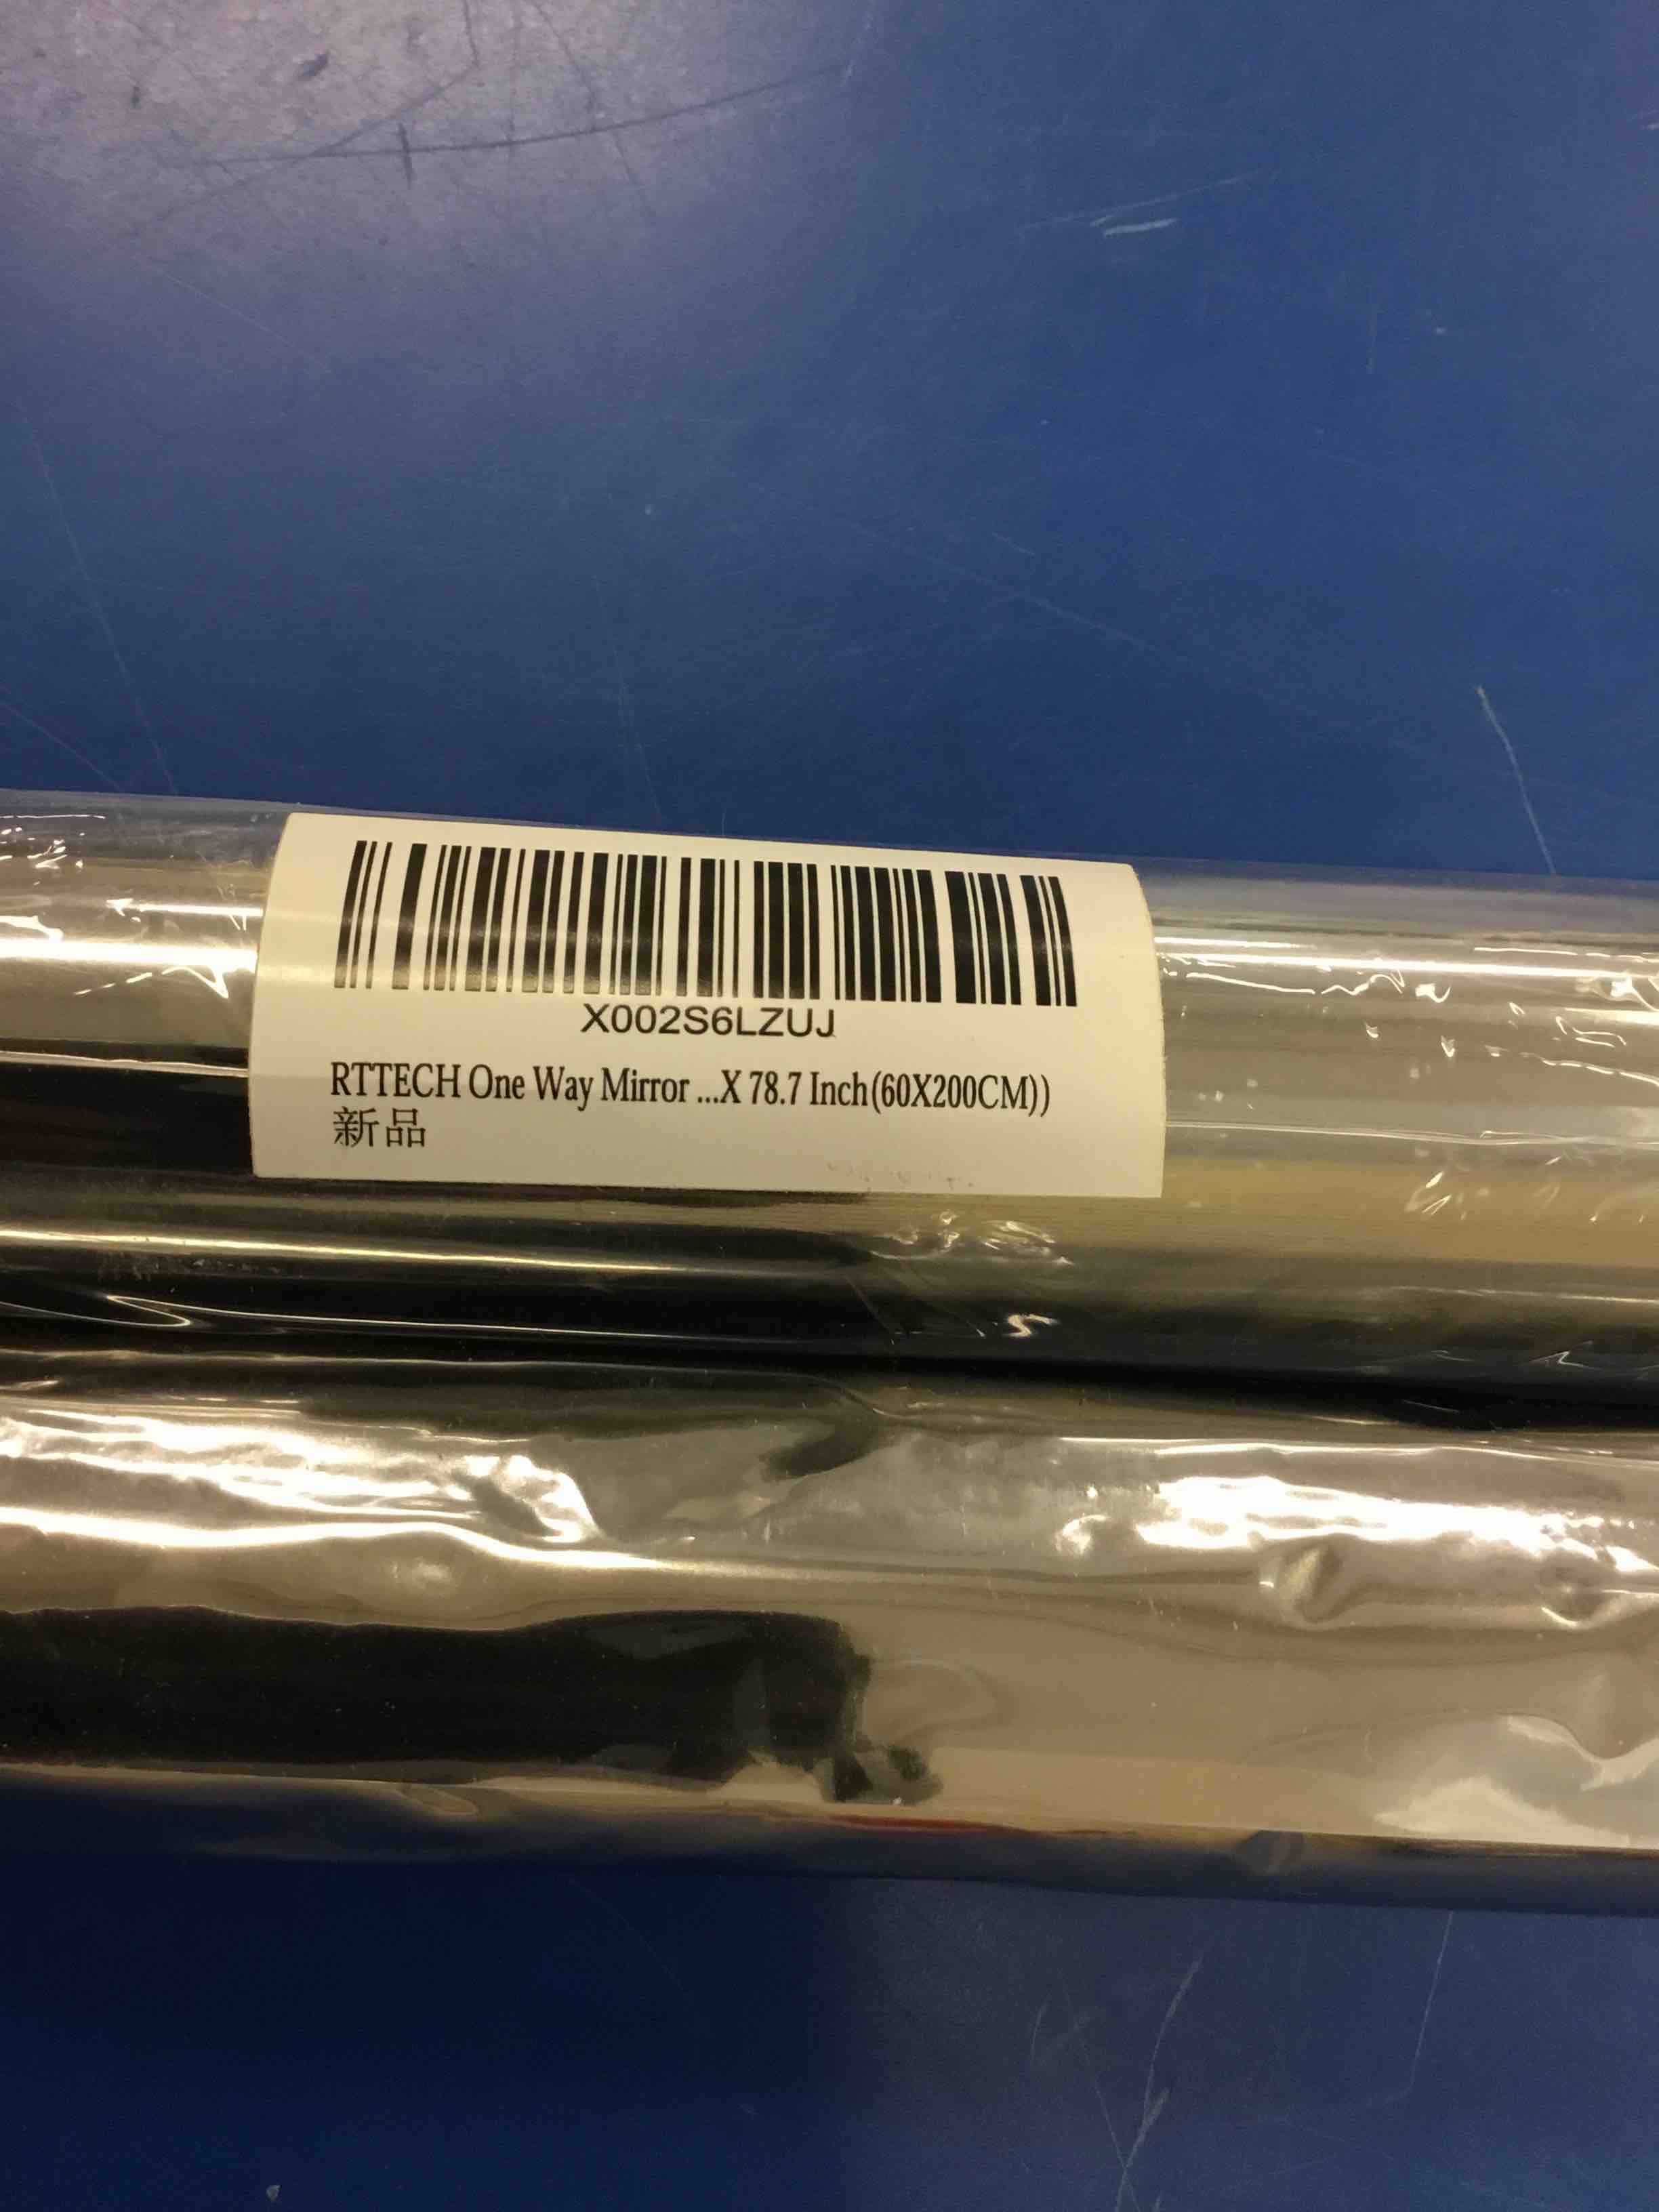 X002S6LZUJ
RTTECH One Way Mirror ...X 78.7 Inch(60X200CM))
新品